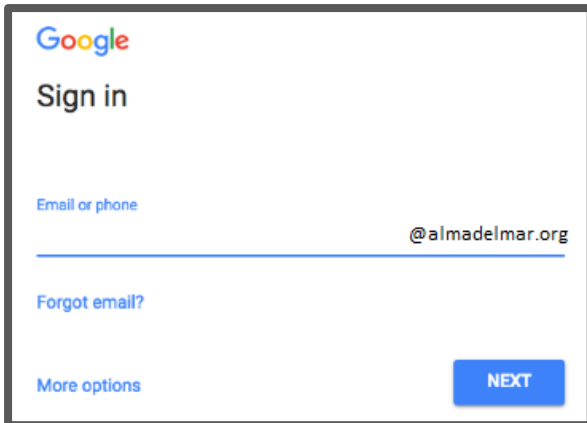 Google
Sign in
Email or phone
@almadelmar.org
Forgot email?
More options
NEXT